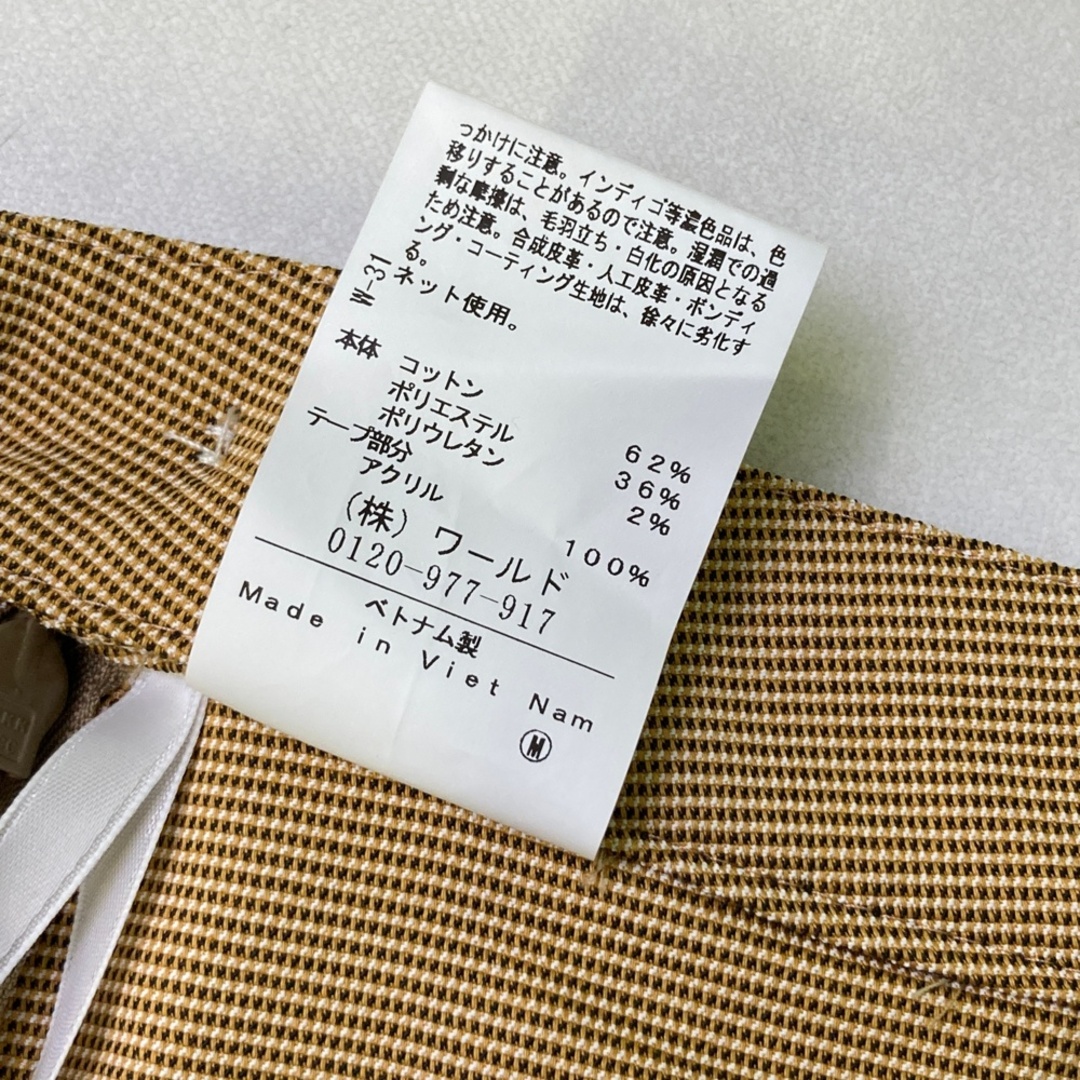 っかけに注意。インディゴ等濃色品は、色
移りすることがあるので注意。湿潤での過
剰な摩擦は、毛羽立ち・白化の原因となる
ため注意。合成皮革・人工皮革・ボンディ
ング・コーティング生地は、徐々に劣化す
る。
W-31 ネット使用。
本体 コットン 62%
ポリエステル 36%
ポリウレタン 2%
テープ部分
アクリル 100%
(株) ワールド
0120-977-917
ベトナム製
Made in Viet Nam
M